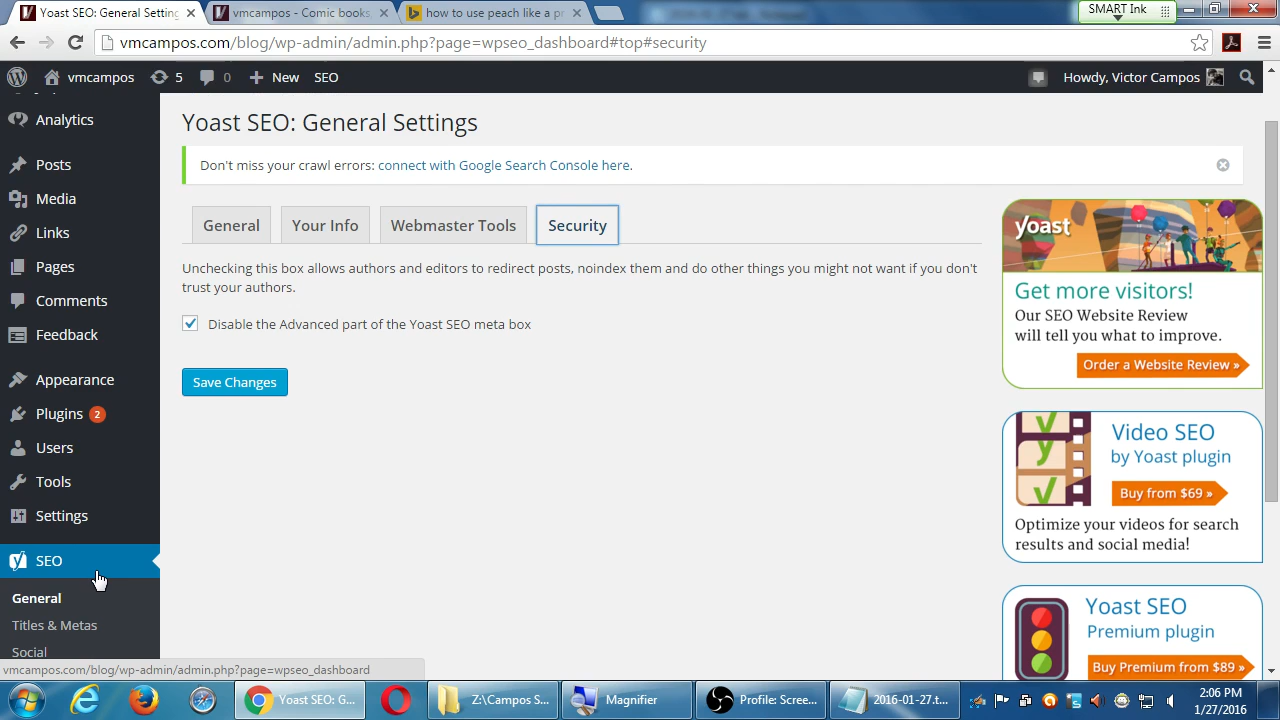 Yoast SEO: General Setting
vmcampos - Comic books,
how to use peach like a p
SMART Ink
vmcampos.com/blog/wp-admin/admin.php?page=wpseo_dashboard#top#security
vmcampos
5
0
New
SEO
Howdy, Victor Campos
Analytics
Posts
Media
Links
Pages
Comments
Feedback
Appearance
Plugins 2
Users
Tools
Settings
SEO
General
Titles & Metas
Social
Yoast SEO: General Settings
Don't miss your crawl errors: connect with Google Search Console here.
General
Your Info
Webmaster Tools
Security
Unchecking this box allows authors and editors to redirect posts, noindex them and do other things you might not want if you don't
trust your authors.
Disable the Advanced part of the Yoast SEO meta box
Save Changes
yoast
Get more visitors!
Our SEO Website Review
will tell you what to improve.
Order a Website Review »
Video SEO
by Yoast plugin
Buy from $69 »
Optimize your videos for search
results and social media!
Yoast SEO
Premium plugin
Buy Premium from $89 »
vmcampos.com/blog/wp-admin/admin.php?page=wpseo_dashboard
Yoast SEO: G...
Z:\Campos S...
Magnifier
Profile: Scree...
2016-01-27.t...
2:06 PM
1/27/2016